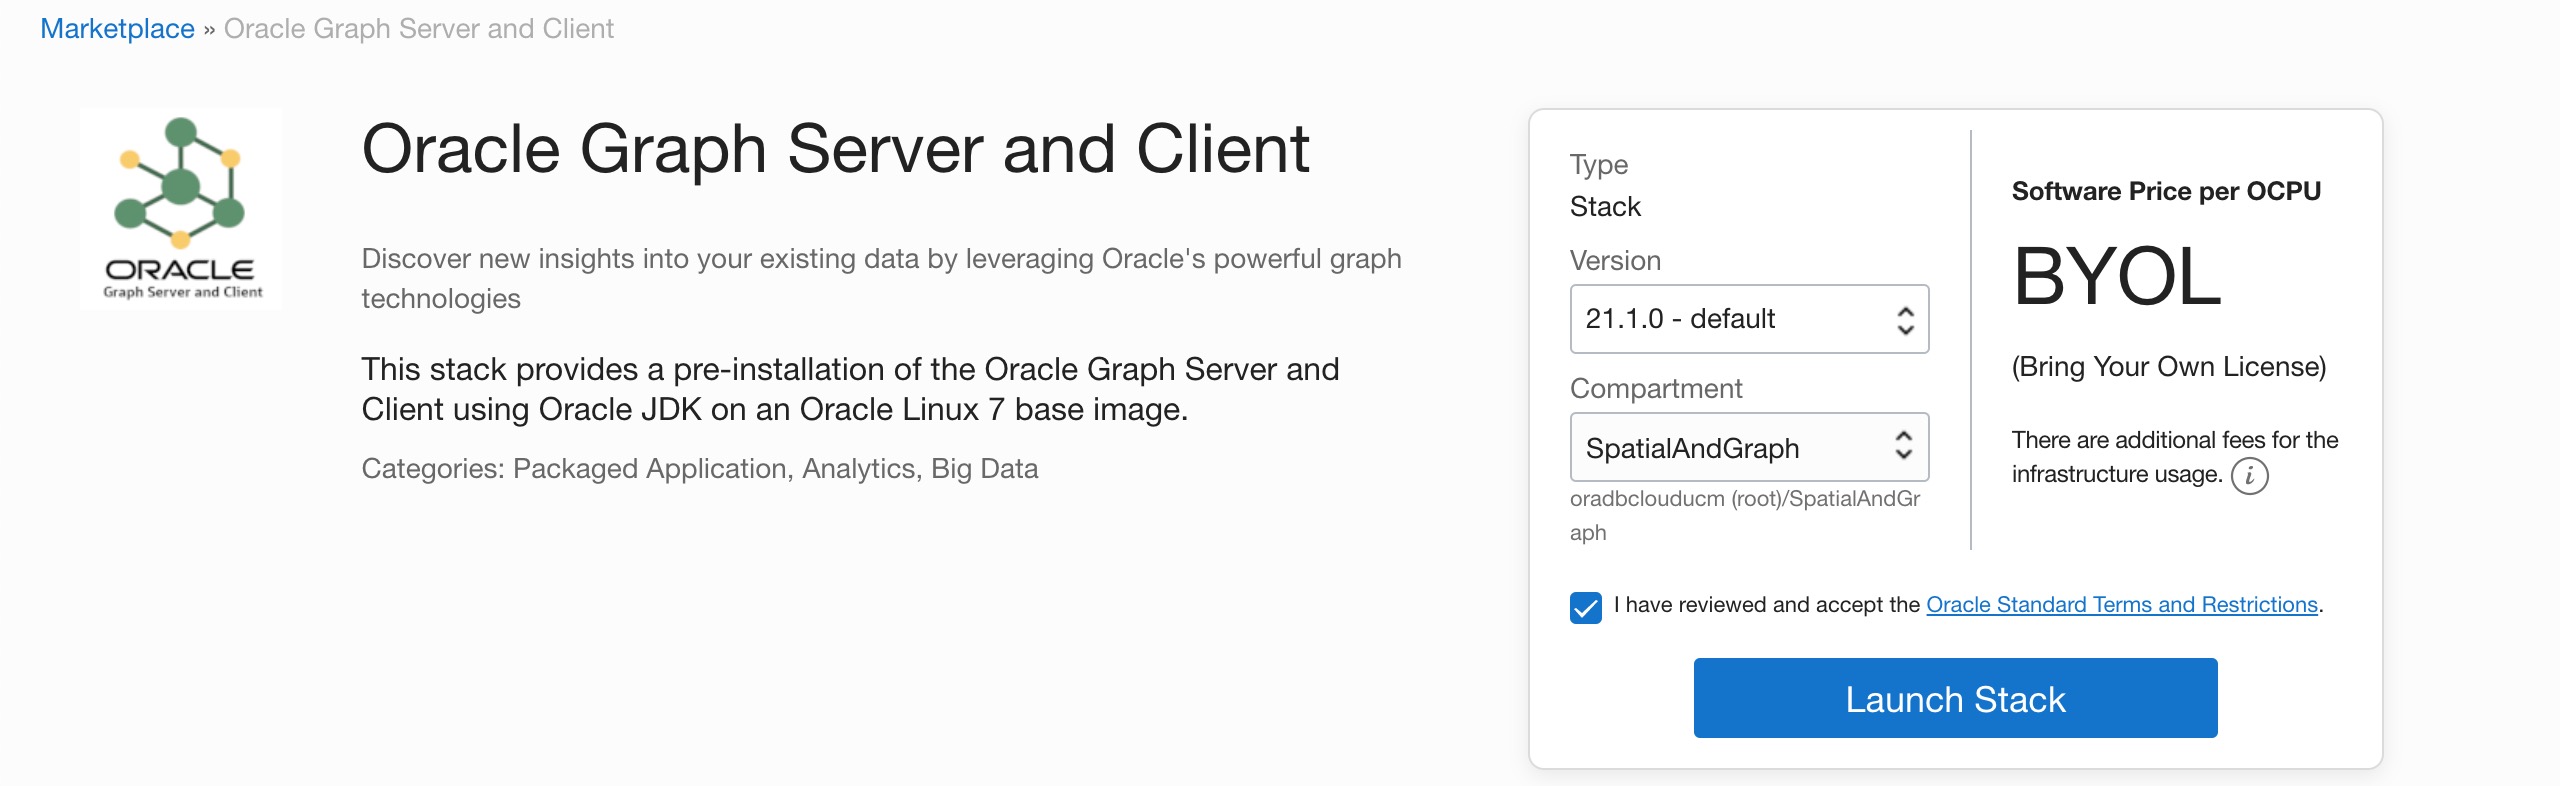 Marketplace » Oracle Graph Server and Client
ORACLE
Graph Server and Client
Oracle Graph Server and Client
Discover new insights into your existing data by leveraging Oracle's powerful graph
technologies
This stack provides a pre-installation of the Oracle Graph Server and
Client using Oracle JDK on an Oracle Linux 7 base image.
Categories: Packaged Application, Analytics, Big Data
Type
Stack
Version
21.1.0 - default
Compartment
SpatialAndGraph
oradbclouducm (root)/SpatialAndGr
aph
Software Price per OCPU
BYOL
(Bring Your Own License)
There are additional fees for the
infrastructure usage. i
I have reviewed and accept the Oracle Standard Terms and Restrictions.
Launch Stack